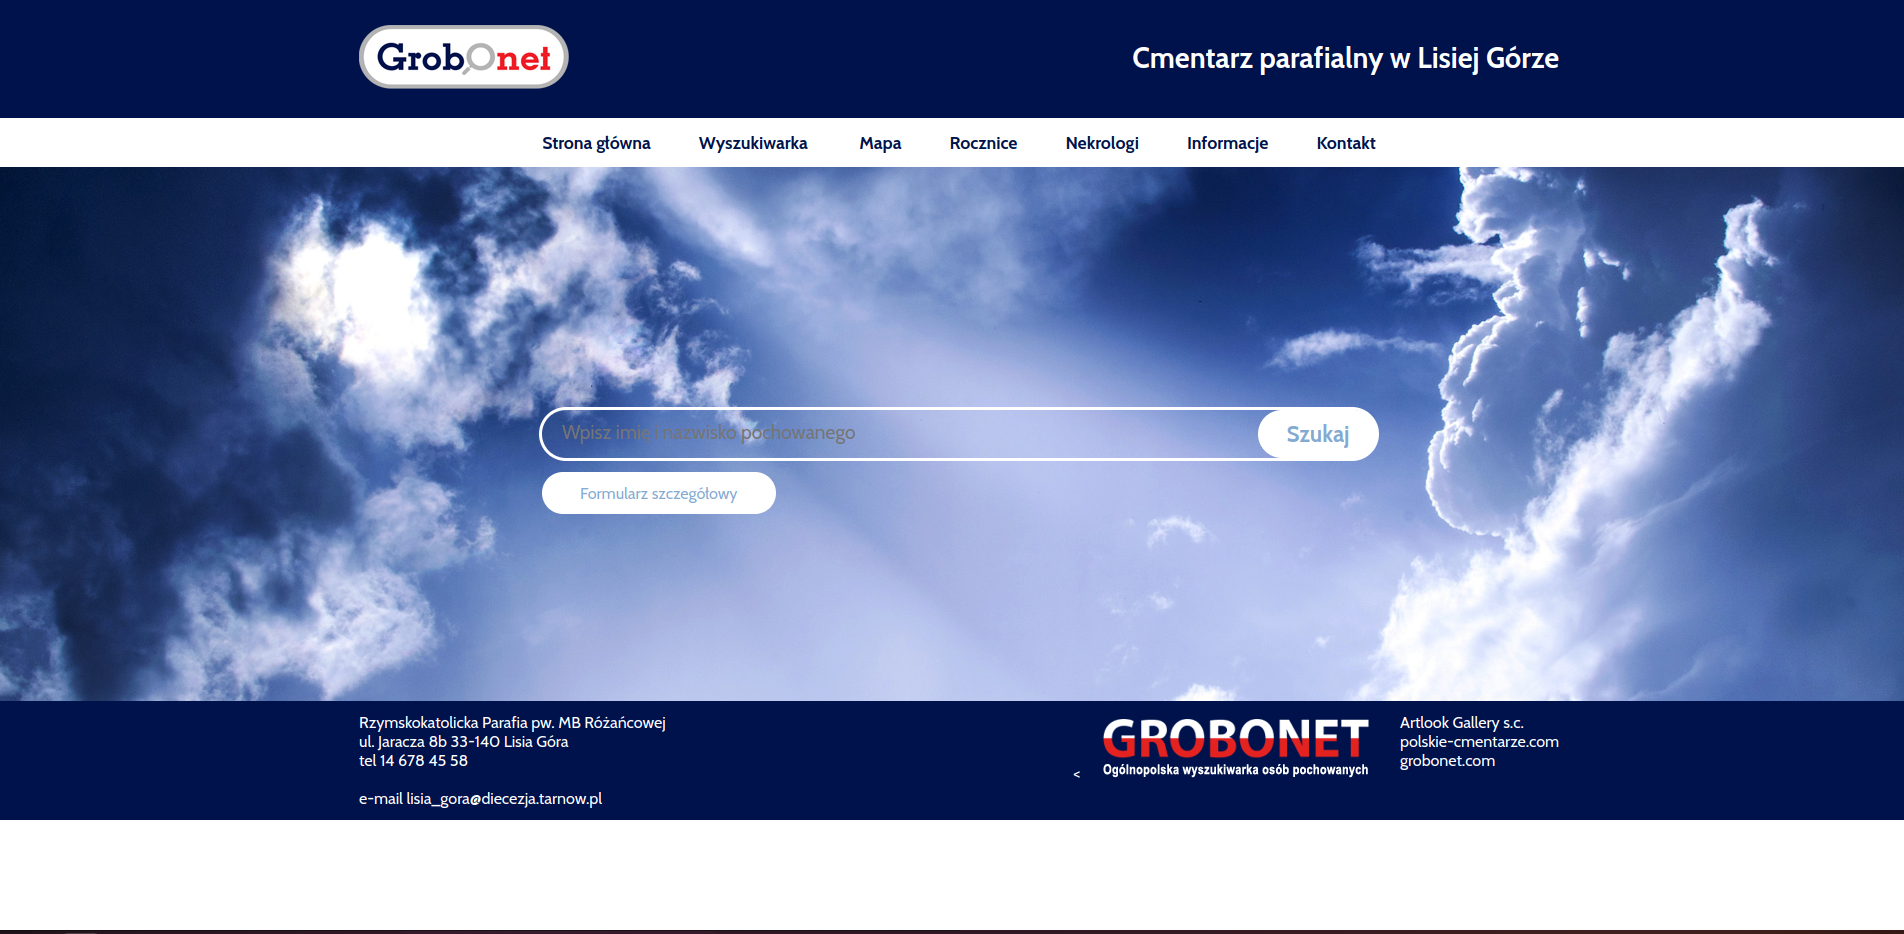 Grobonet
Cmentarz parafialny w Lisiej Górze
Strona główna Wyszukiwarka Mapa Rocznice Nekrologi Informacje Kontakt
Wpisz imię i nazwisko pochowanego
Szukaj
Formularz szczegółowy
Rzymskokatolicka Parafia pw. MB Różańcowej
ul. Jaracza 8b 33-140 Lisia Góra
tel 14 678 45 58
e-mail lisia_gora@diecezja.tarnow.pl
<
GROBONET
Ogólnopolska wyszukiwarka osób pochowanych
Artlook Gallery s.c.
polskie-cmentarze.com
grobonet.com